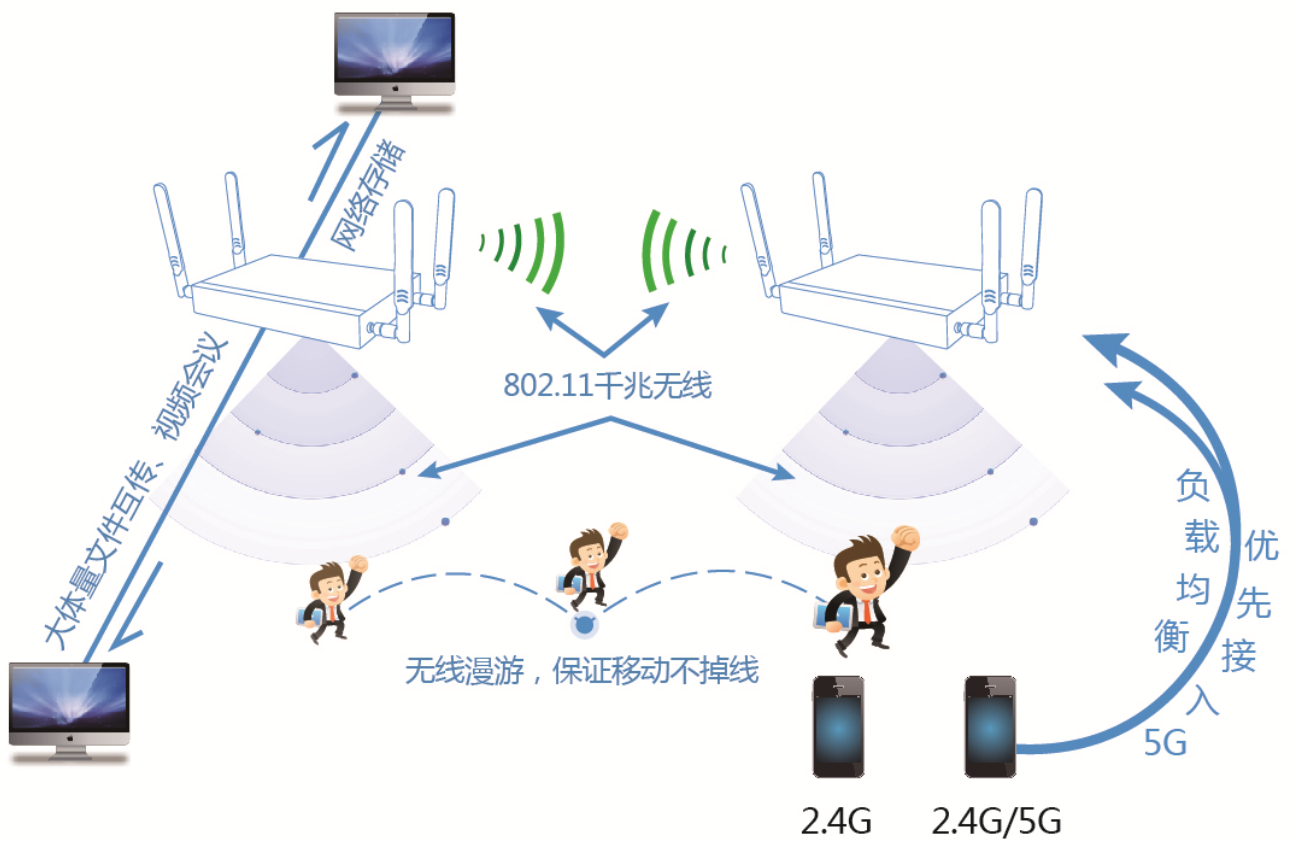 网络存储
大体量文件互传、视频会议
802.11千兆无线
无线漫游，保证移动不掉线
负载均衡
优先接入5G
2.4G
2.4G/5G